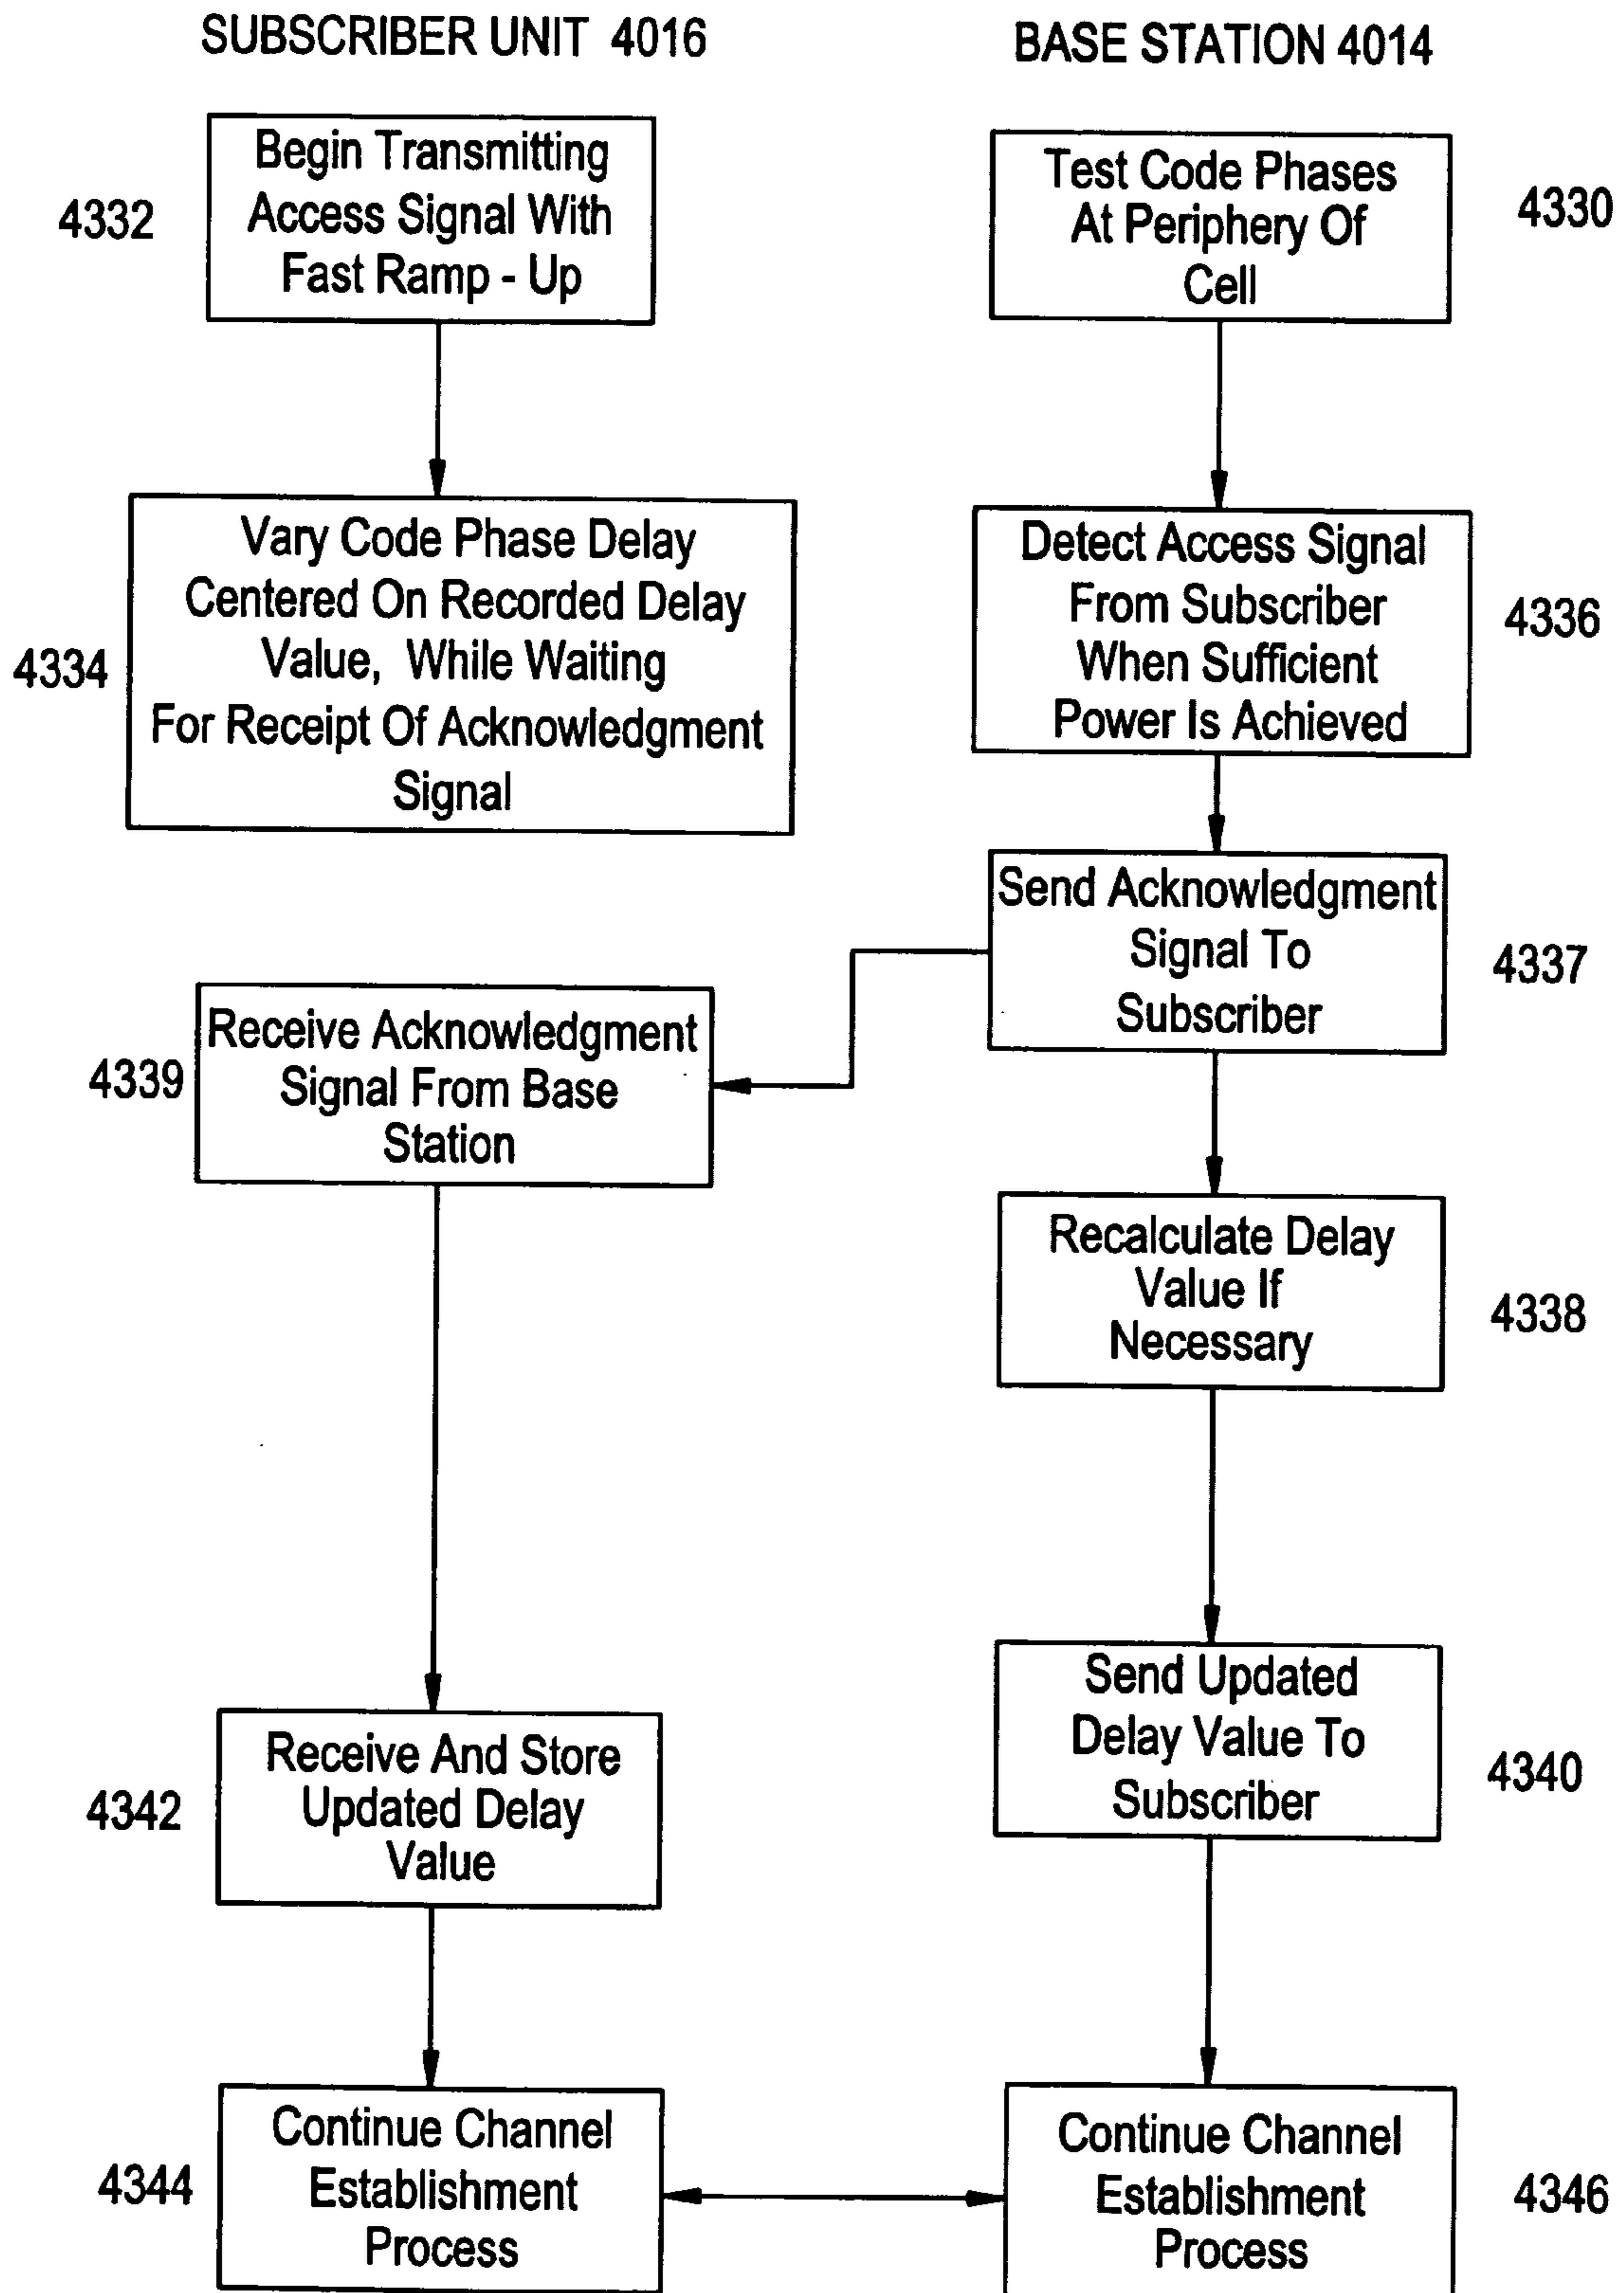 SUBSCRIBER UNIT 4016
BASE STATION 4014
Begin Transmitting
Access Signal With
Fast Ramp - Up
4332
Test Code Phases
At Periphery Of
Cell
4330
Vary Code Phase Delay
Centered On Recorded Delay
Value, While Waiting
For Receipt Of Acknowledgment
Signal
4334
Detect Access Signal
From Subscriber
When Sufficient
Power Is Achieved
4336
Send Acknowledgment
Signal To
Subscriber
4337
Receive Acknowledgment
Signal From Base
Station
4339
Recalculate Delay
Value If
Necessary
4338
Send Updated
Delay Value To
Subscriber
4340
Receive And Store
Updated Delay
Value
4342
Continue Channel
Establishment
Process
4344
Continue Channel
Establishment
Process
4346